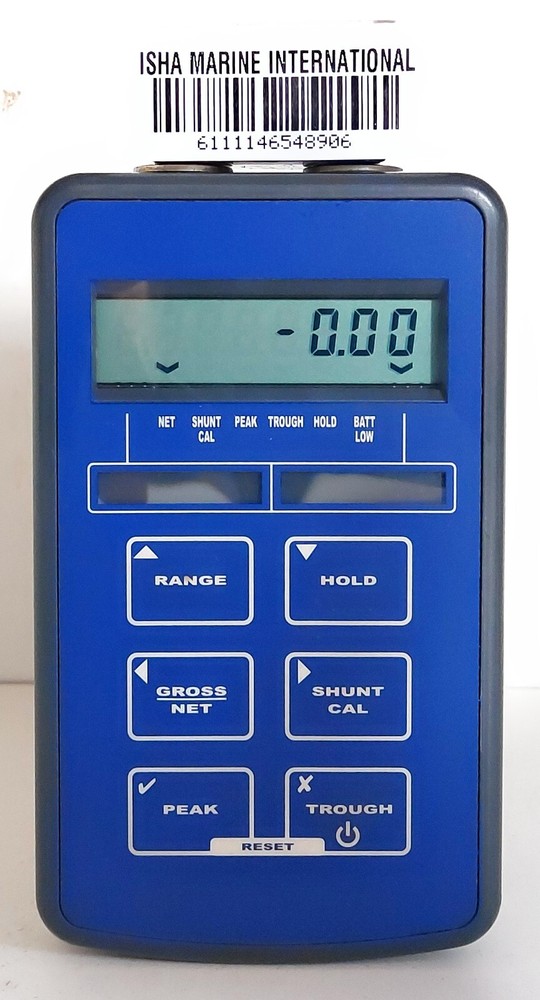 ISHA MARINE INTERNATIONAL
6111146548906
-0.00
NET SHUNT CAL PEAK TROUGH HOLD BATT LOW
RANGE
HOLD
GROSS
NET
SHUNT
CAL
PEAK
TROUGH
RESET